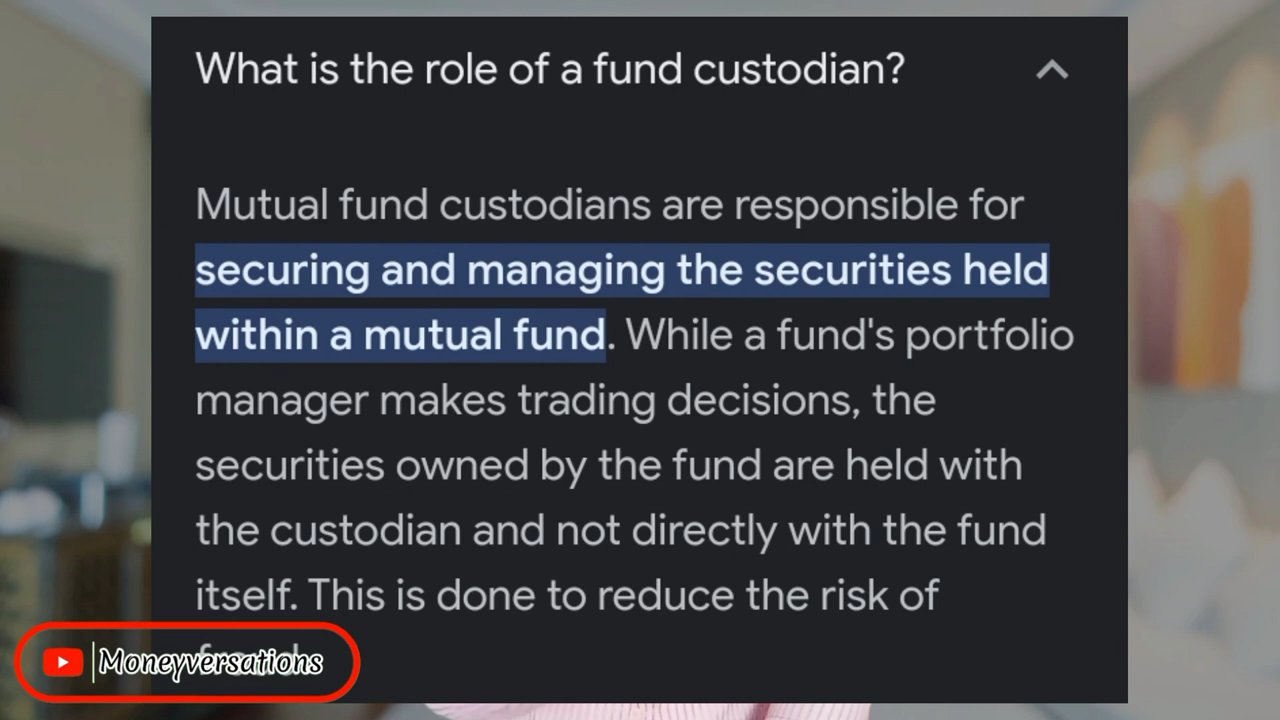 What is the role of a fund custodian?
Mutual fund custodians are responsible for
securing and managing the securities held
within a mutual fund. While a fund's portfolio
manager makes trading decisions, the
securities owned by the fund are held with
the custodian and not directly with the fund
itself. This is done to reduce the risk of
Moneyversations